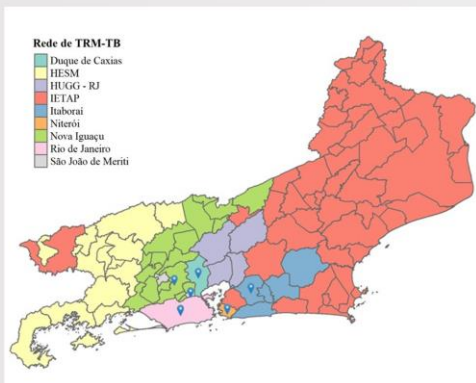 Rede de TRM-TB
Duque de Caxias
HESM
HUGG - RJ
IETAP
Itaboraí
Niterói
Nova Iguaçu
Rio de Janeiro
São João de Meriti